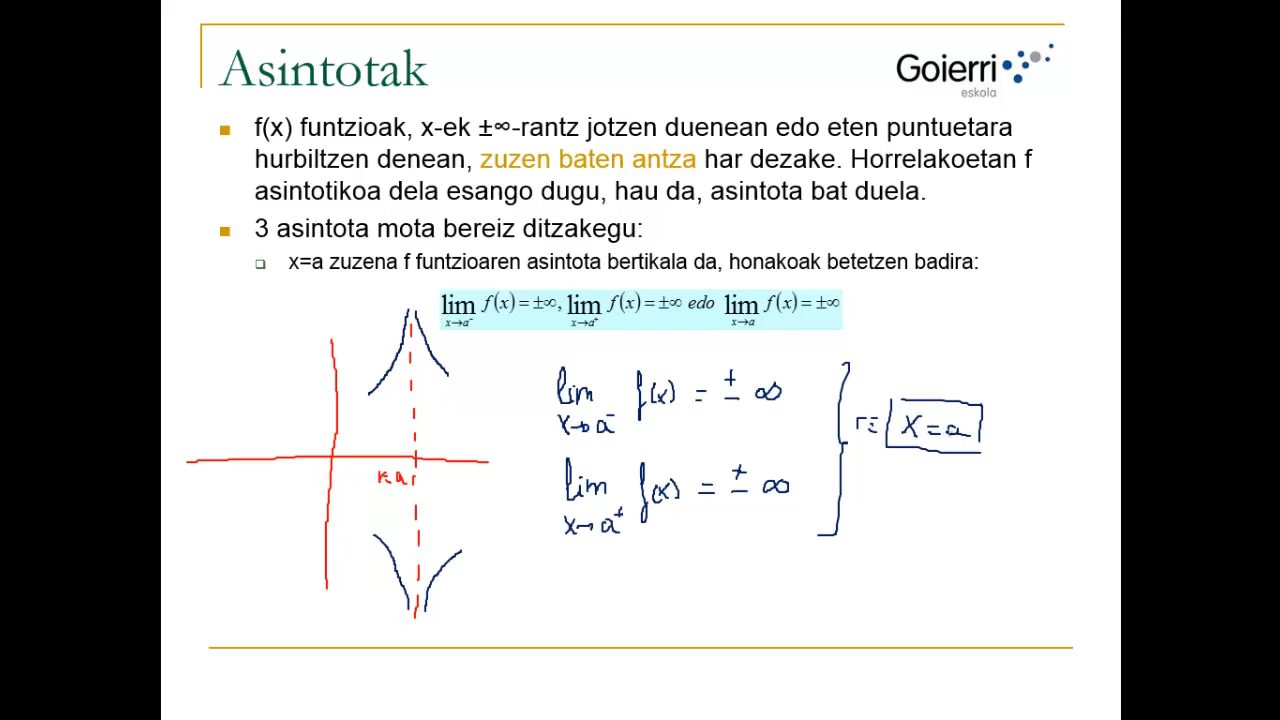 Asintotak
Goierri
eskola
f(x) funtzioak, x-ek ±∞-rantz jotzen duenean edo eten puntuetara
hurbiltzen denean, zuzen baten antza har dezake. Horrelakoetan f
asintotikoa dela esango dugu, hau da, asintota bat duela.
3 asintota mota bereiz ditzakegu:
x=a zuzena f funtzioaren asintota bertikala da, honakoak betetzen badira:
lim x→a⁻ f(x) = ±∞, lim x→a⁺ f(x) = ±∞ edo lim x→a f(x) = ±∞
lim x→a⁻ f(x) = ± ∞
x = a
lim x→a⁺ f(x) = ± ∞